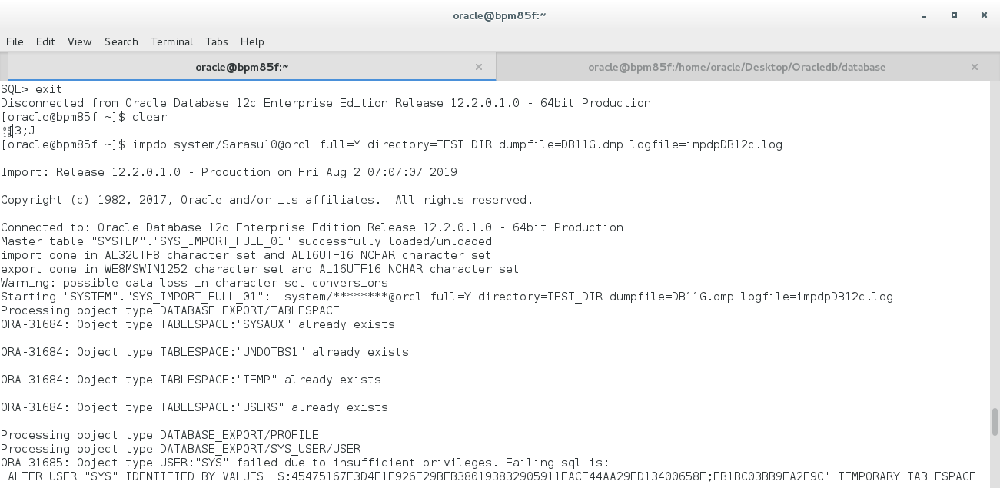 oracle@bpm85f:~
File Edit View Search Terminal Tabs Help
oracle@bpm85f:~
oracle@bpm85f:/home/oracle/Desktop/Oracledb/database
SQL> exit
Disconnected from Oracle Database 12c Enterprise Edition Release 12.2.0.1.0 - 64bit Production
[oracle@bpm85f ~]$ clear
3;J
[oracle@bpm85f ~]$ impdp system/Sarasu10@orcl full=Y directory=TEST_DIR dumpfile=DB11G.dmp logfile=impdpDB12c.log
Import: Release 12.2.0.1.0 - Production on Fri Aug 2 07:07:07 2019
Copyright (c) 1982, 2017, Oracle and/or its affiliates.  All rights reserved.
Connected to: Oracle Database 12c Enterprise Edition Release 12.2.0.1.0 - 64bit Production
Master table "SYSTEM"."SYS_IMPORT_FULL_01" successfully loaded/unloaded
import done in AL32UTF8 character set and AL16UTF16 NCHAR character set
export done in WE8MSWIN1252 character set and AL16UTF16 NCHAR character set
Warning: possible data loss in character set conversions
Starting "SYSTEM"."SYS_IMPORT_FULL_01":  system/********@orcl full=Y directory=TEST_DIR dumpfile=DB11G.dmp logfile=impdpDB12c.log
Processing object type DATABASE_EXPORT/TABLESPACE
ORA-31684: Object type TABLESPACE:"SYSAUX" already exists
ORA-31684: Object type TABLESPACE:"UNDOTBS1" already exists
ORA-31684: Object type TABLESPACE:"TEMP" already exists
ORA-31684: Object type TABLESPACE:"USERS" already exists
Processing object type DATABASE_EXPORT/PROFILE
Processing object type DATABASE_EXPORT/SYS_USER/USER
ORA-31685: Object type USER:"SYS" failed due to insufficient privileges. Failing sql is:
ALTER USER "SYS" IDENTIFIED BY VALUES 'S:45475167E3D4E1F926E29BFB380193832905911EACE44AA29FD13400658E;EB1BC03BB9FA2F9C' TEMPORARY TABLESPACE